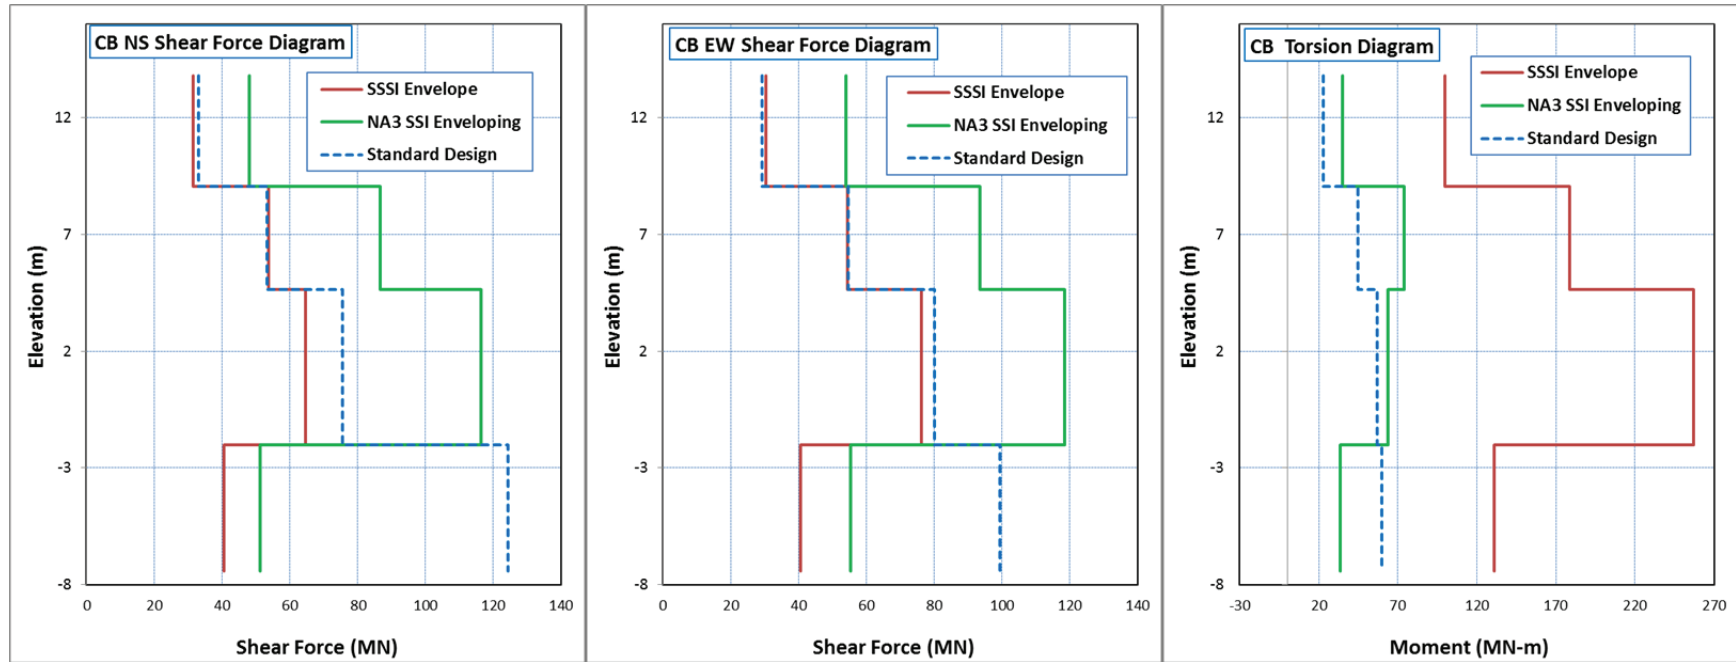 CB NS Shear Force Diagram
SSSI Envelope
NA3 SSI Enveloping
Standard Design
12
7
2
-3
-8
Elevation (m)
0 20 40 60 80 100 120 140
Shear Force (MN)
CB EW Shear Force Diagram
SSSI Envelope
NA3 SSI Enveloping
Standard Design
12
7
2
-3
-8
Elevation (m)
0 20 40 60 80 100 120 140
Shear Force (MN)
CB Torsion Diagram
SSSI Envelope
NA3 SSI Enveloping
Standard Design
12
7
2
-3
-8
Elevation (m)
-30 20 70 120 170 220 270
Moment (MN-m)